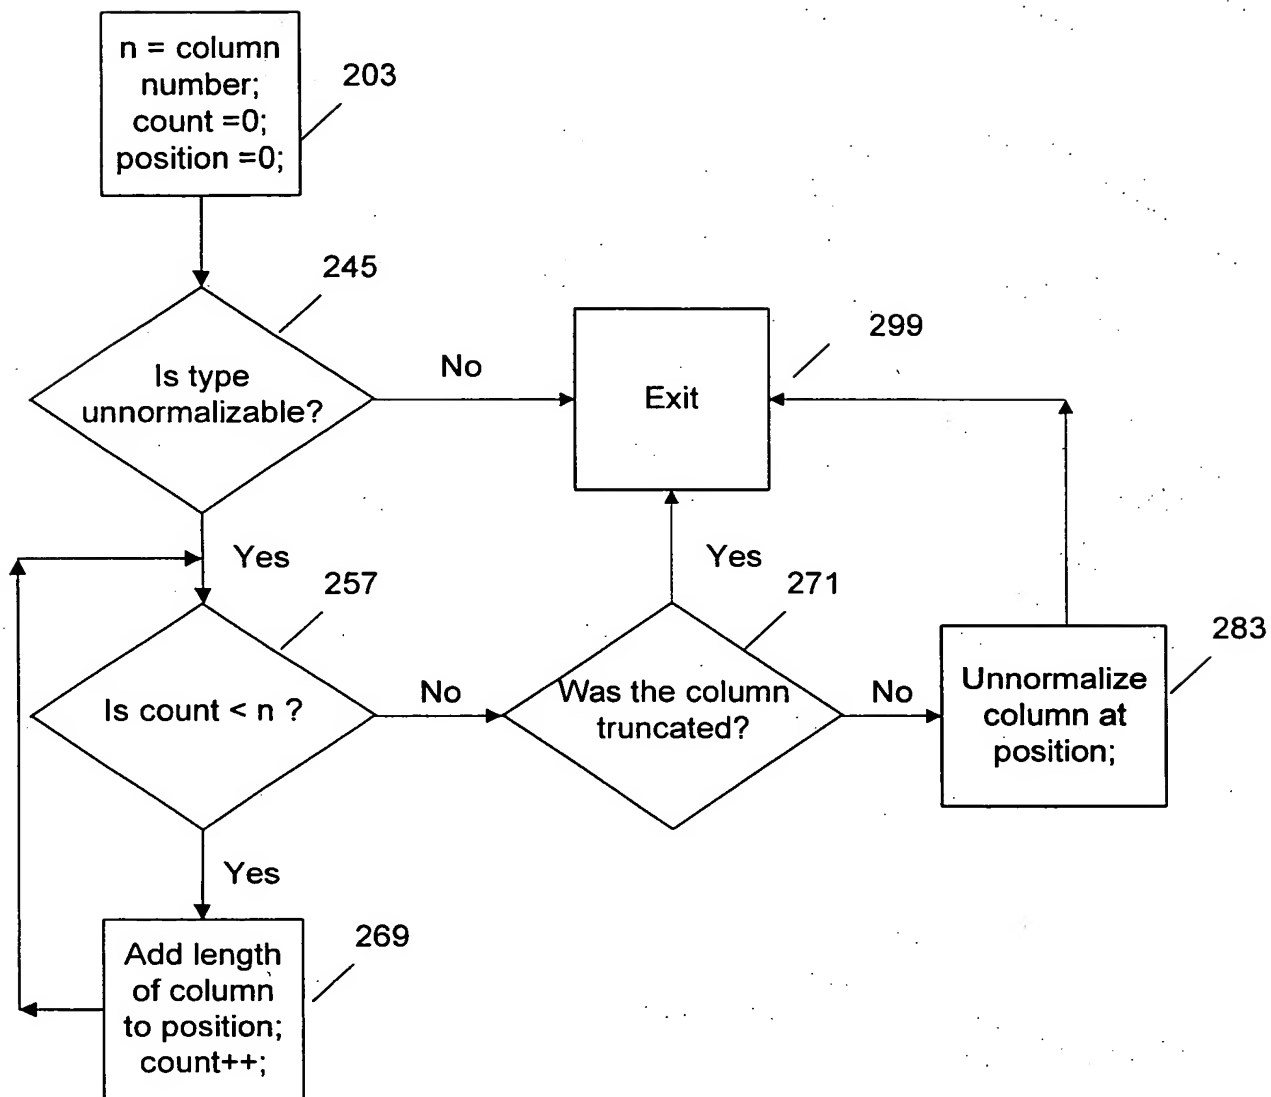 n = column
number;
count =0;
position =0;
203
245
Is type
unnormalizable?
No
Exit
299
Yes
257
Is count < n ?
No
Yes
271
Was the column
truncated?
No
Unnormalize
column at
position;
283
Yes
Add length
of column
to position;
count++;
269